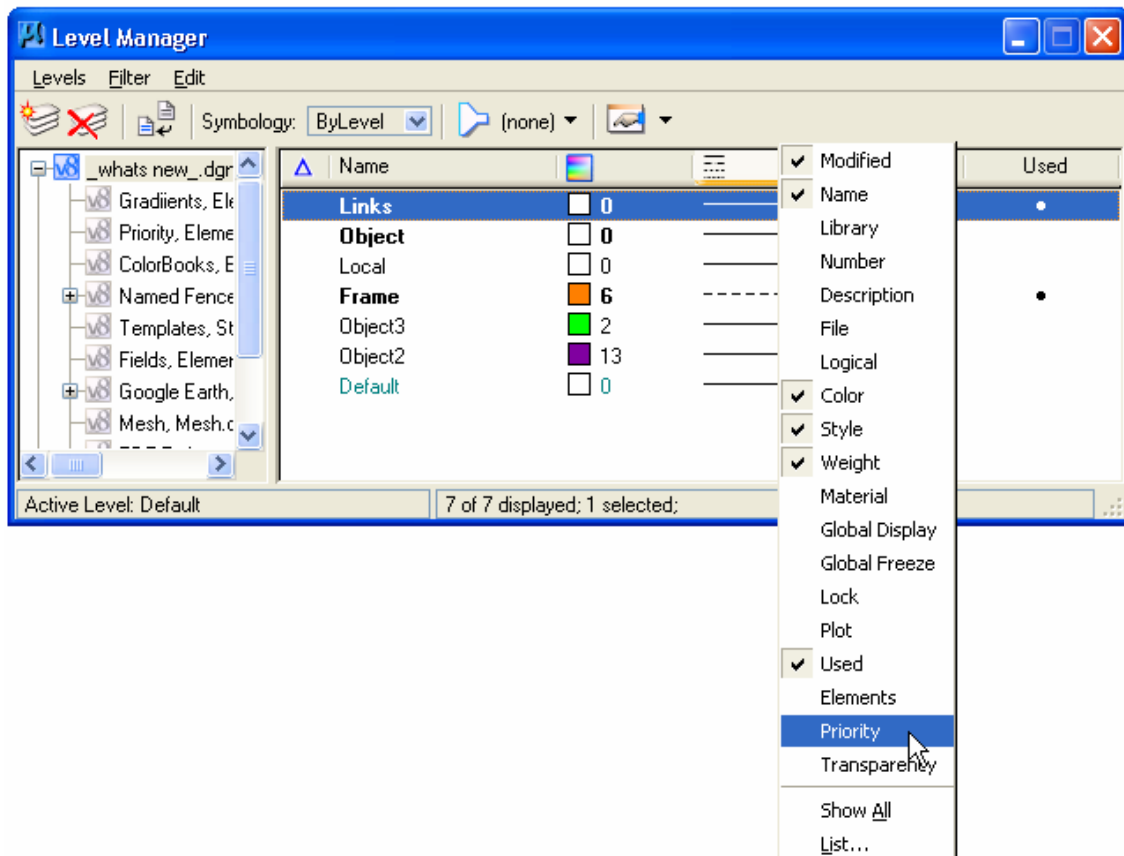 Level Manager
Levels Filter Edit
Symbology: ByLevel (none)
_whats new_.dgr
Gradiients, Ele
Priority, Eleme
ColorBooks, E
Named Fence
Templates, St
Fields, Elemer
Google Earth,
Mesh, Mesh.c
Name Used
Links 0
Object 0
Local 0
Frame 6
Object3 2
Object2 13
Default 0
Active Level: Default
7 of 7 displayed; 1 selected;
Modified
Name
Library
Number
Description
File
Logical
Color
Style
Weight
Material
Global Display
Global Freeze
Lock
Plot
Used
Elements
Priority
Transparency
Show All
List...